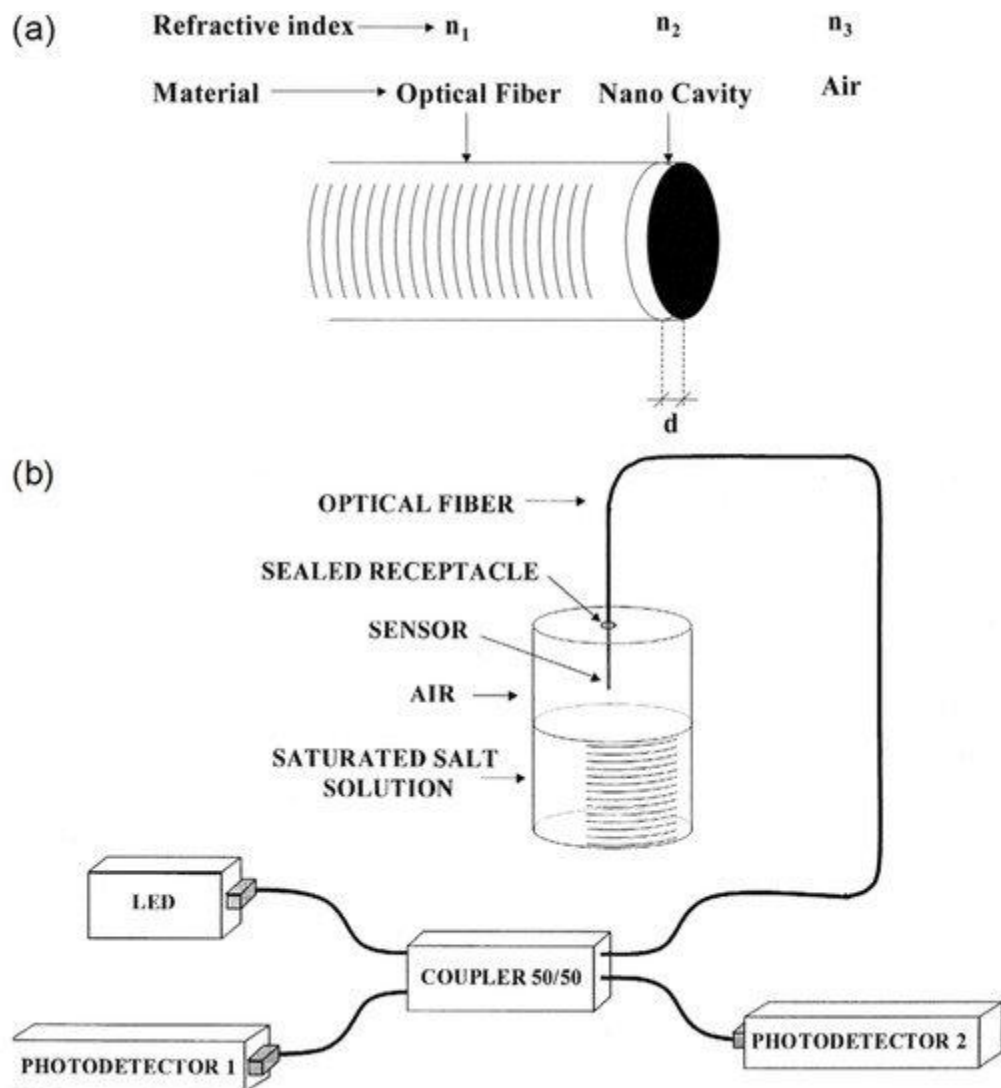 (a)
Refractive index → n₁ n₂ n₃
Material → Optical Fiber Nano Cavity Air
d
(b)
OPTICAL FIBER →
SEALED RECEPTACLE
SENSOR
AIR →
SATURATED SALT
SOLUTION →
LED
COUPLER 50/50
PHOTODETECTOR 1
PHOTODETECTOR 2